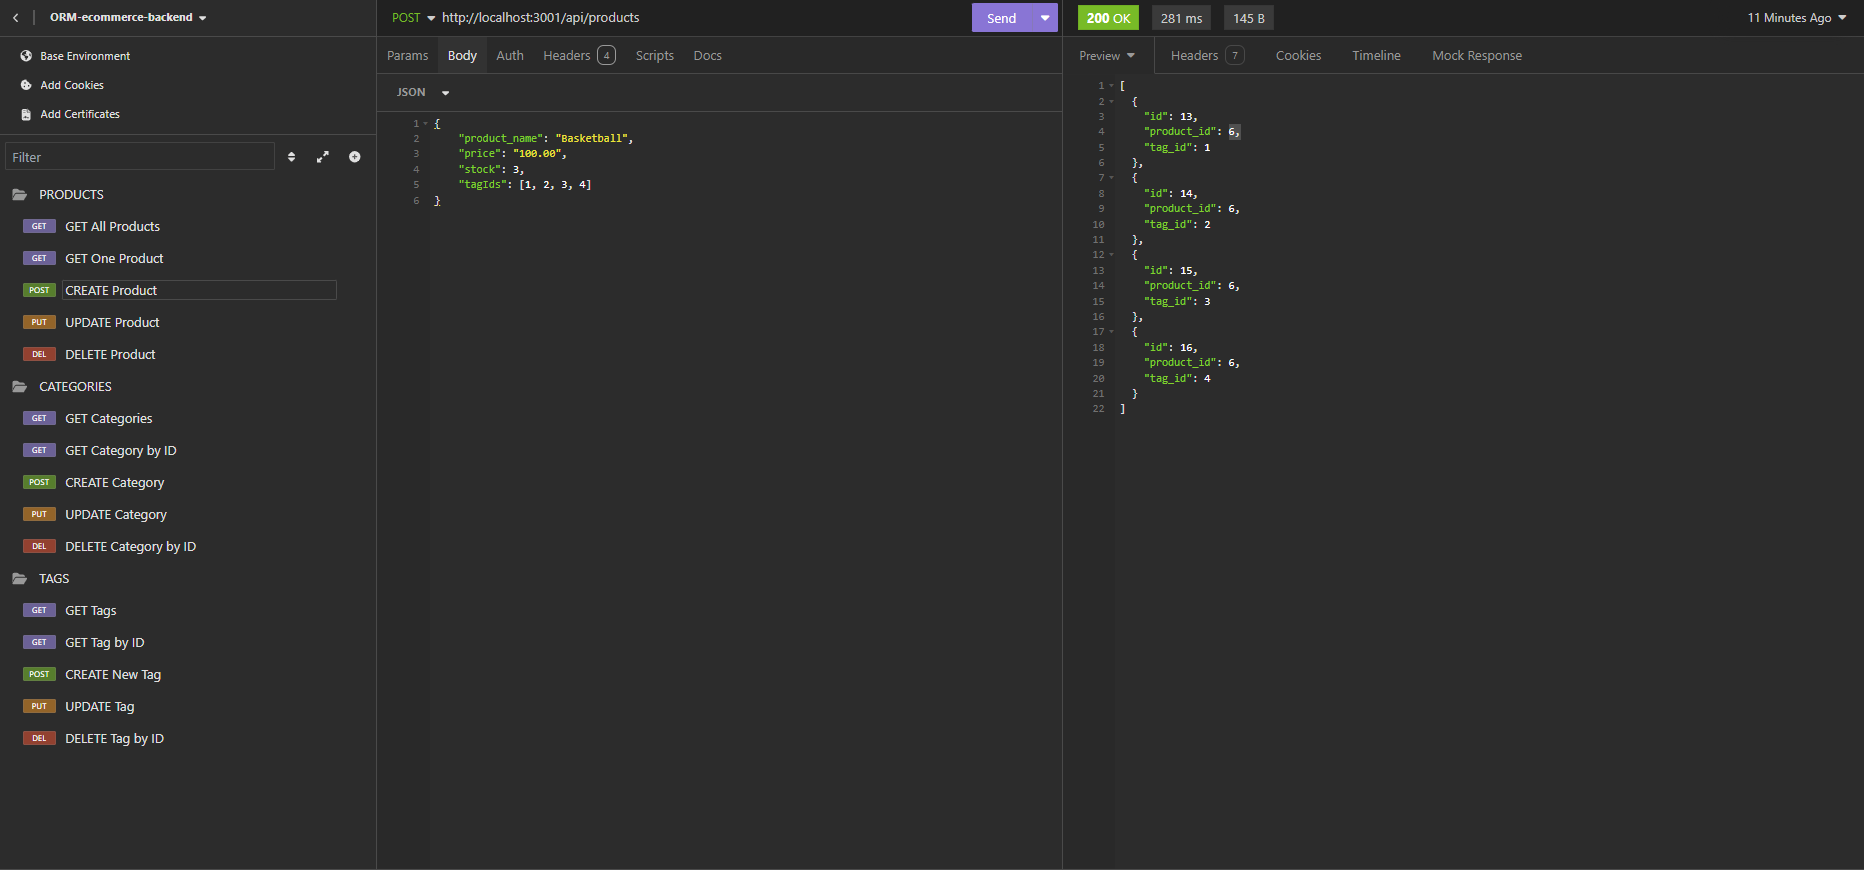 ORM-ecommerce-backend
Base Environment
Add Cookies
Add Certificates
Filter
PRODUCTS
GET GET All Products
GET GET One Product
POST CREATE Product
PUT UPDATE Product
DEL DELETE Product
CATEGORIES
GET GET Categories
GET GET Category by ID
POST CREATE Category
PUT UPDATE Category
DEL DELETE Category by ID
TAGS
GET GET Tags
GET GET Tag by ID
POST CREATE New Tag
PUT UPDATE Tag
DEL DELETE Tag by ID
POST http://localhost:3001/api/products Send
Params Body Auth Headers 4 Scripts Docs
JSON
1 {
2 "product_name": "Basketball",
3 "price": "100.00",
4 "stock": 3,
5 "tagIds": [1, 2, 3, 4]
6 }
200 OK 281 ms 145 B 11 Minutes Ago
Preview Headers 7 Cookies Timeline Mock Response
1 [
2 {
3 "id": 13,
4 "product_id": 6,
5 "tag_id": 1
6 },
7 {
8 "id": 14,
9 "product_id": 6,
10 "tag_id": 2
11 },
12 {
13 "id": 15,
14 "product_id": 6,
15 "tag_id": 3
16 },
17 {
18 "id": 16,
19 "product_id": 6,
20 "tag_id": 4
21 }
22 ]